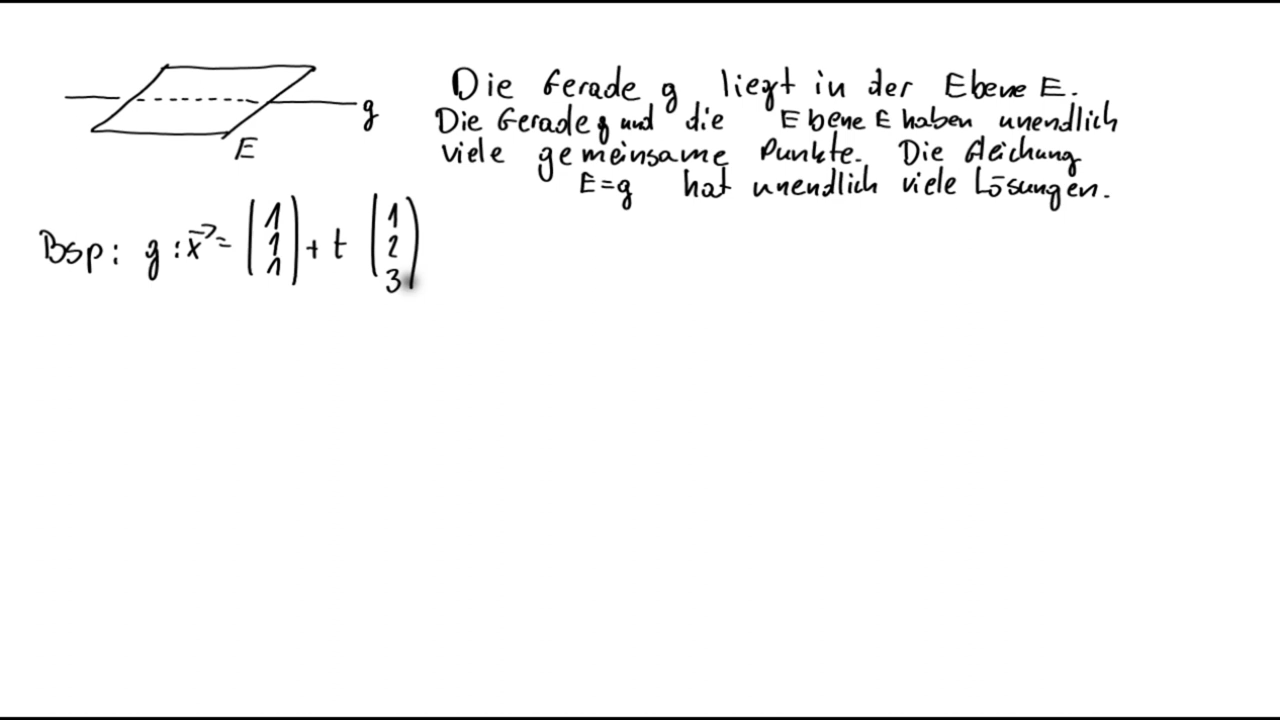 Die Gerade g liegt in der Ebene E.
Die Gerade g und die Ebene E haben unendlich
viele gemeinsame Punkte. Die Gleichung
E=g hat unendlich viele Lösungen.
g
E
Bsp: g: x⃗ = (1 1 1) + t (1 2 3)